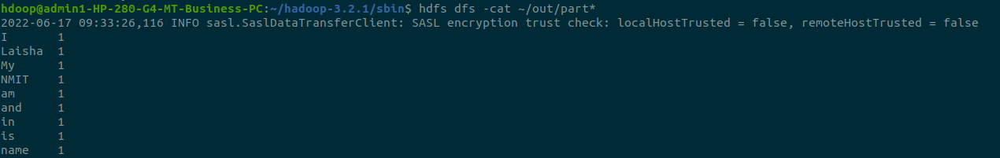 hdoop@admin1-HP-280-G4-MT-Business-PC:~/hadoop-3.2.1/sbin$ hdfs dfs -cat ~/out/part*
2022-06-17 09:33:26,116 INFO sasl.SaslDataTransferClient: SASL encryption trust check: localHostTrusted = false, remoteHostTrusted = false
I 1
Laisha 1
My 1
NMIT 1
am 1
and 1
in 1
is 1
name 1